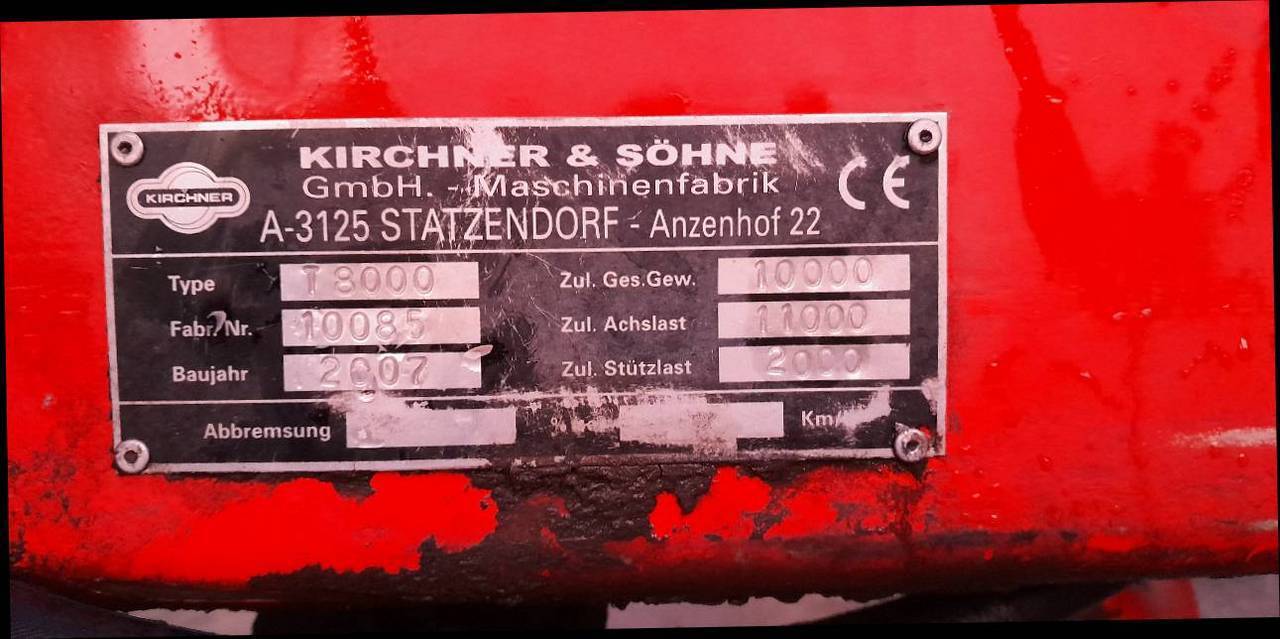 KIRCHNER & SÖHNE
KIRCHNER
GmbH. - Maschinenfabrik
CE
A-3125 STATZENDORF - Anzenhof 22
Type T8000 Zul. Ges.Gew. 10000
Fabr. Nr. 10085 Zul. Achslast 11000
Baujahr 2007 Zul. Stützlast 2000
Abbremsung % Km/